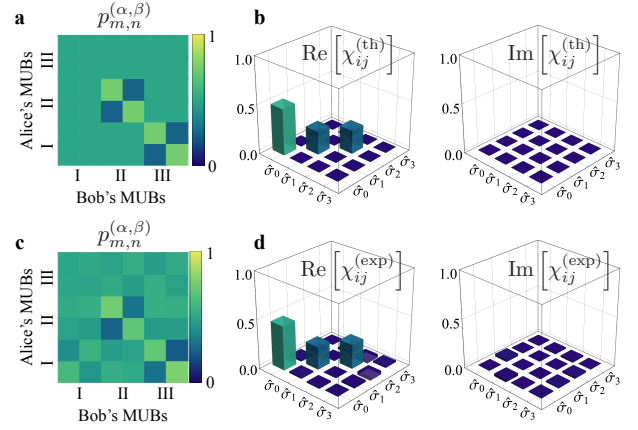 a
p_{m,n}^{(α,β)}
Alice's MUBs
III
II
I
I II III
Bob's MUBs
1
0
b
Re [χ_{ij}^{(th)}]
1.0
0.5
0.0
σ̂₀ σ̂₁ σ̂₂ σ̂₃
σ̂₀ σ̂₁ σ̂₂ σ̂₃
Im [χ_{ij}^{(th)}]
1.0
0.5
0.0
σ̂₀ σ̂₁ σ̂₂ σ̂₃
σ̂₀ σ̂₁ σ̂₂ σ̂₃
c
p_{m,n}^{(α,β)}
Alice's MUBs
III
II
I
I II III
Bob's MUBs
1
0
d
Re [χ_{ij}^{(exp)}]
1.0
0.5
0.0
σ̂₀ σ̂₁ σ̂₂ σ̂₃
σ̂₀ σ̂₁ σ̂₂ σ̂₃
Im [χ_{ij}^{(exp)}]
1.0
0.5
0.0
σ̂₀ σ̂₁ σ̂₂ σ̂₃
σ̂₀ σ̂₁ σ̂₂ σ̂₃